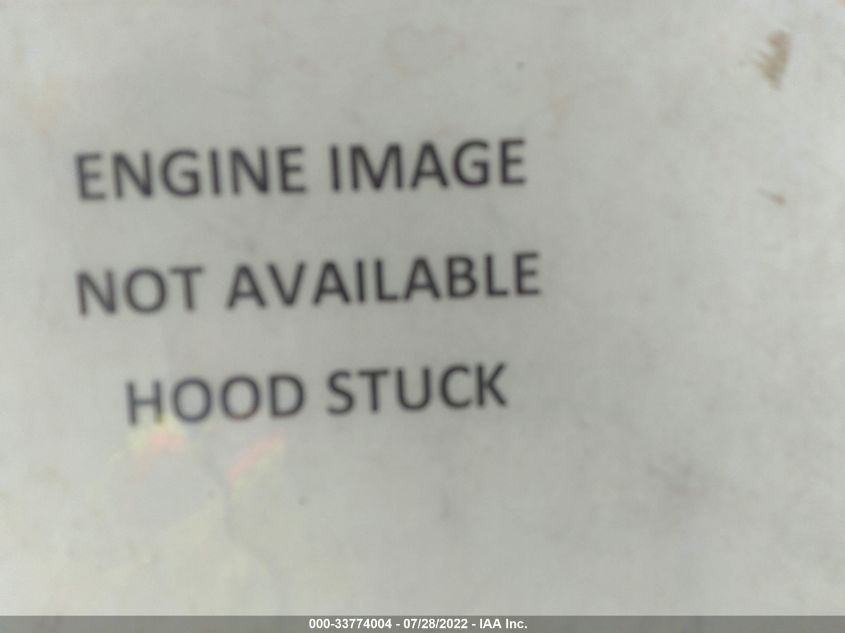 ENGINE IMAGE
NOT AVAILABLE
HOOD STUCK
000-33774004 - 07/28/2022 - IAA Inc.